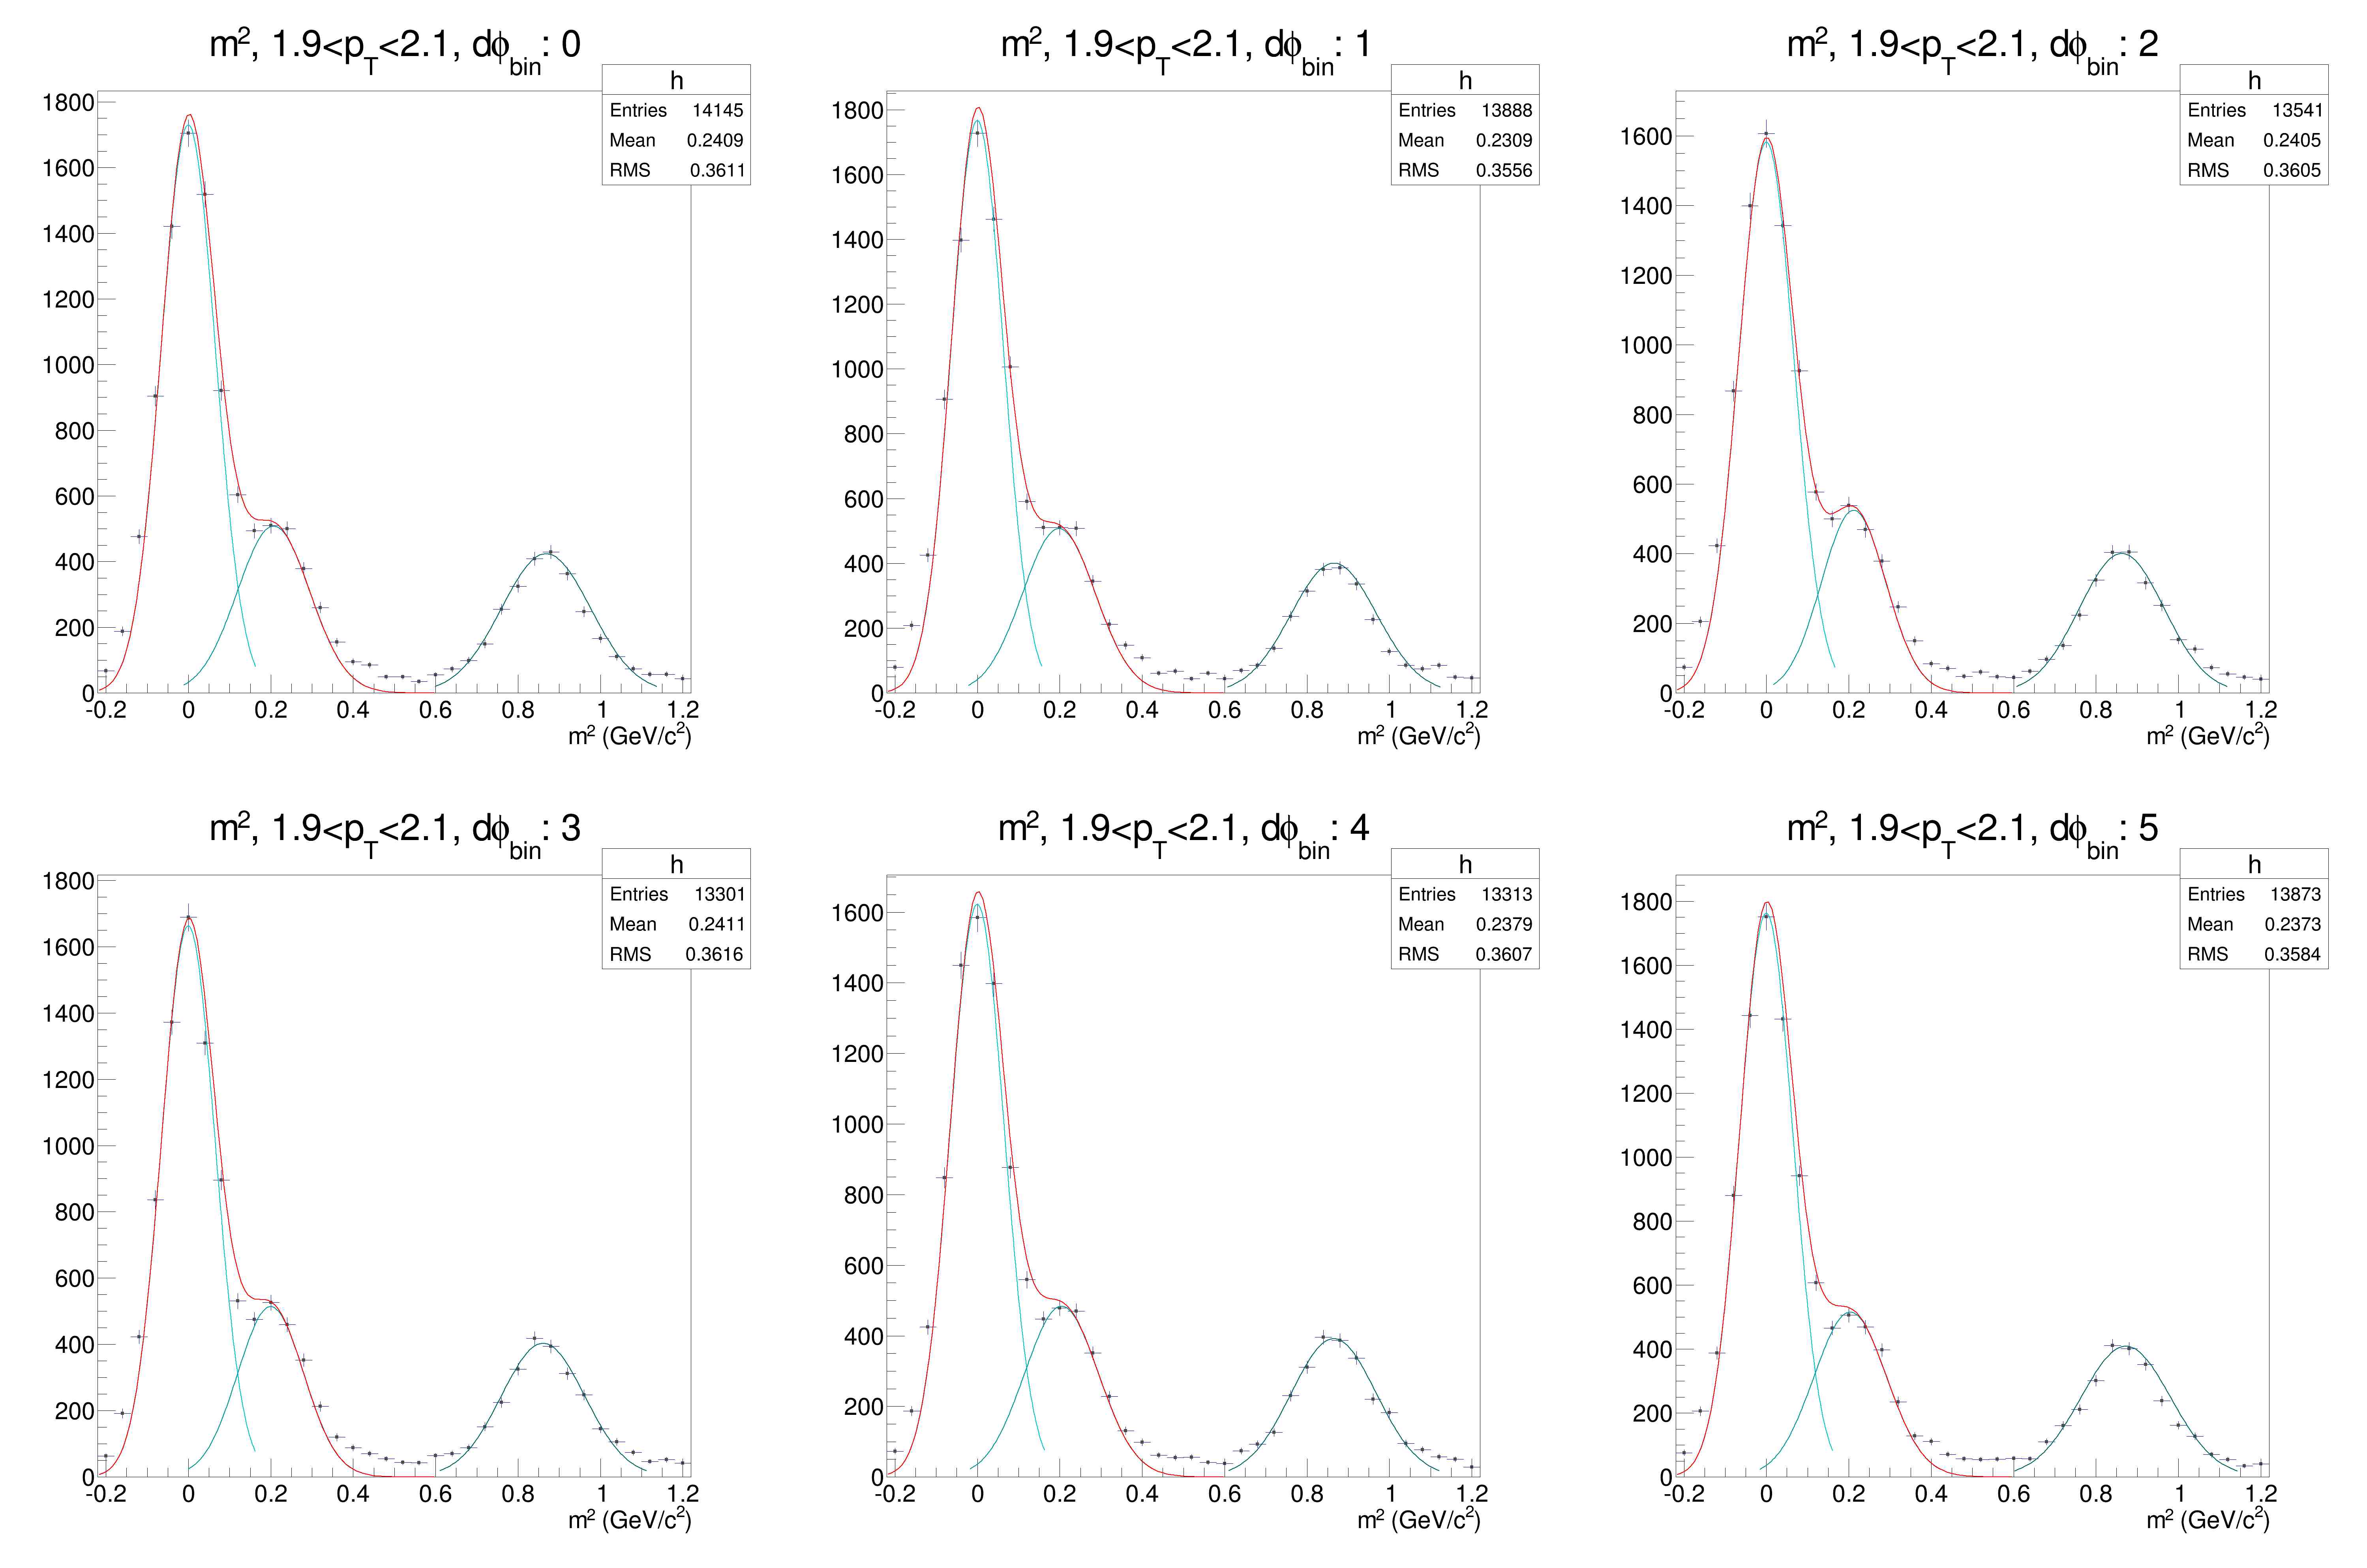 m², 1.9<p_T<2.1, dϕ_bin: 0
h
Entries 14145
Mean 0.2409
RMS 0.3611
1800
1600
1400
1200
1000
800
600
400
200
0
-0.2 0 0.2 0.4 0.6 0.8 1 1.2
m² (GeV/c²)
m², 1.9<p_T<2.1, dϕ_bin: 1
h
Entries 13888
Mean 0.2309
RMS 0.3556
1800
1600
1400
1200
1000
800
600
400
200
0
-0.2 0 0.2 0.4 0.6 0.8 1 1.2
m² (GeV/c²)
m², 1.9<p_T<2.1, dϕ_bin: 2
h
Entries 13541
Mean 0.2405
RMS 0.3605
1600
1400
1200
1000
800
600
400
200
0
-0.2 0 0.2 0.4 0.6 0.8 1 1.2
m² (GeV/c²)
m², 1.9<p_T<2.1, dϕ_bin: 3
h
Entries 13301
Mean 0.2411
RMS 0.3616
1800
1600
1400
1200
1000
800
600
400
200
0
-0.2 0 0.2 0.4 0.6 0.8 1 1.2
m² (GeV/c²)
m², 1.9<p_T<2.1, dϕ_bin: 4
h
Entries 13313
Mean 0.2379
RMS 0.3607
1600
1400
1200
1000
800
600
400
200
0
-0.2 0 0.2 0.4 0.6 0.8 1 1.2
m² (GeV/c²)
m², 1.9<p_T<2.1, dϕ_bin: 5
h
Entries 13873
Mean 0.2373
RMS 0.3584
1800
1600
1400
1200
1000
800
600
400
200
0
-0.2 0 0.2 0.4 0.6 0.8 1 1.2
m² (GeV/c²)